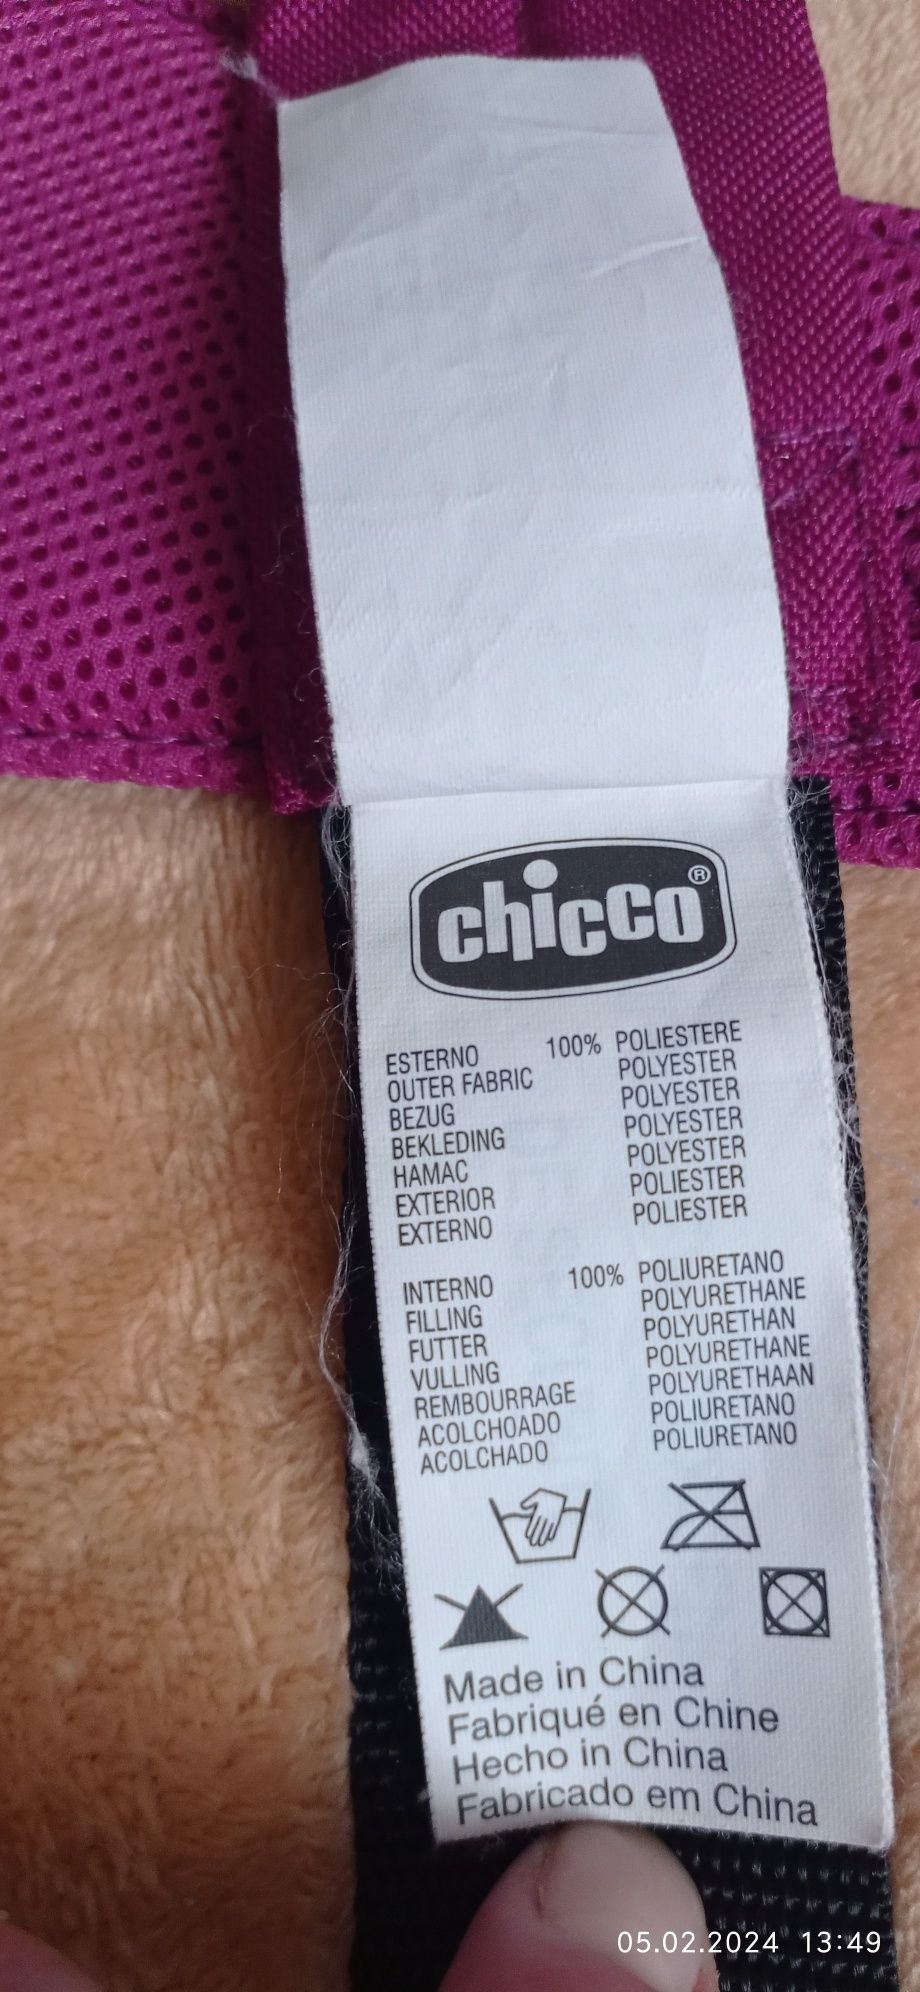 chicco®
ESTERNO 100% POLIESTERE
OUTER FABRIC POLYESTER
BEZUG POLYESTER
BEKLEDING POLYESTER
HAMAC POLYESTER
EXTERIOR POLIESTER
EXTERNO POLIESTER
INTERNO 100% POLIURETANO
FILLING POLYURETHANE
FUTTER POLYURETHAN
VULLING POLYURETHANE
REMBOURRAGE POLYURETHAAN
ACOLCHOADO POLIURETANO
ACOLCHADO POLIURETANO
Made in China
Fabriqué en Chine
Hecho in China
Fabricado em China
05.02.2024 13:49